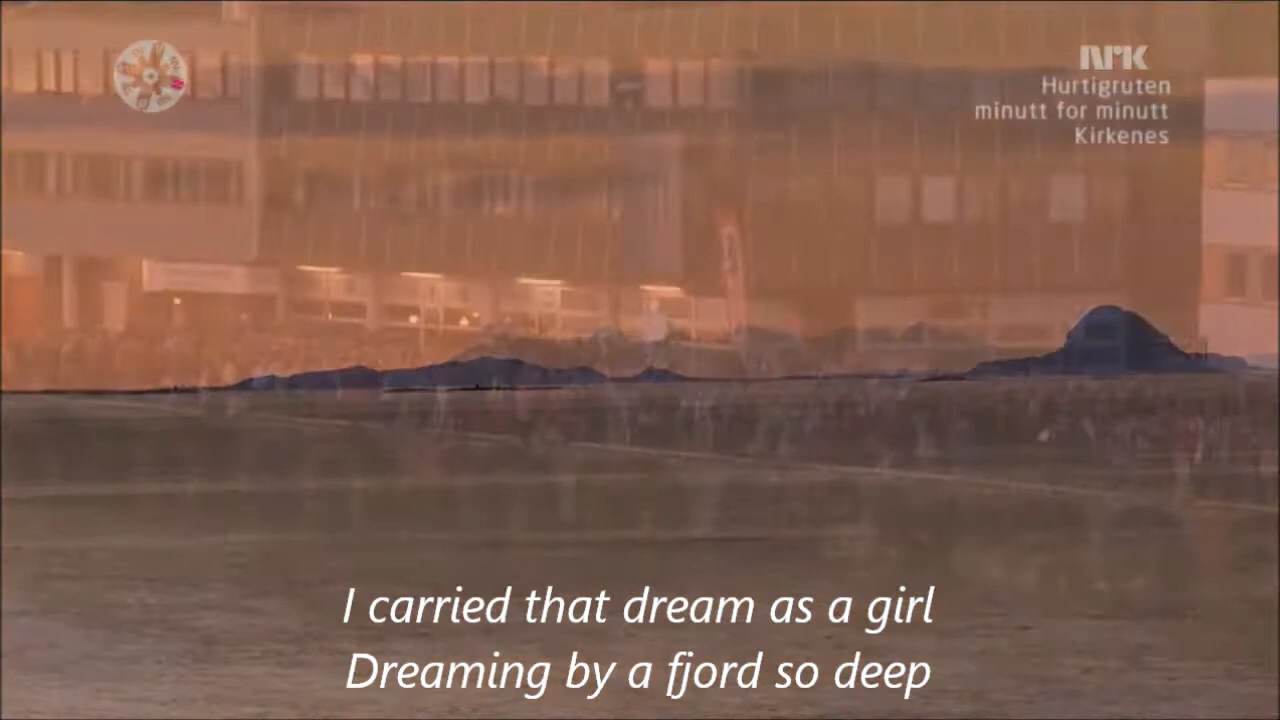 NRK
Hurtigruten
minutt for minutt
Kirkenes
I carried that dream as a girl
Dreaming by a fjord so deep